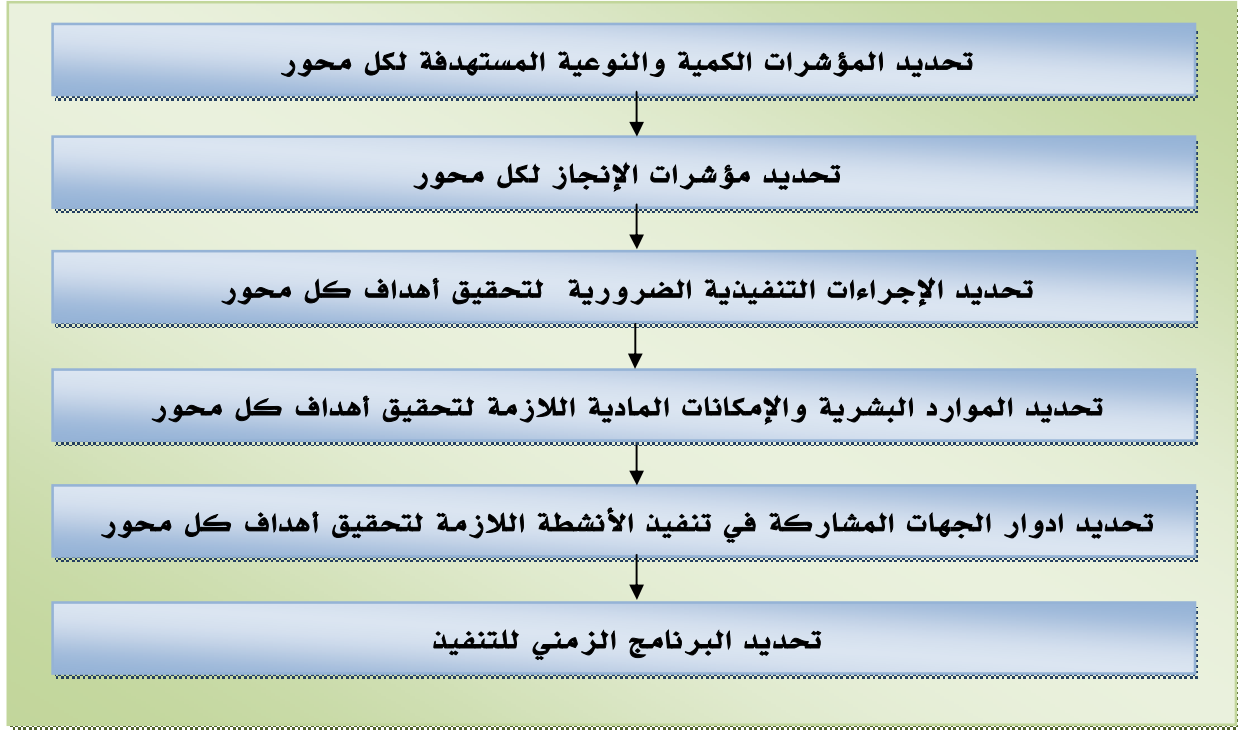 تحديد المؤشرات الكمية والنوعية المستهدفة لكل محور
تحديد مؤشرات الإنجاز لكل محور
تحديد الإجراءات التنفيذية الضرورية لتحقيق أهداف كل محور
تحديد الموارد البشرية والإمكانات المادية اللازمة لتحقيق أهداف كل محور
تحديد ادوار الجهات المشاركة في تنفيذ الأنشطة اللازمة لتحقيق أهداف كل محور
تحديد البرنامج الزمني للتنفيذ